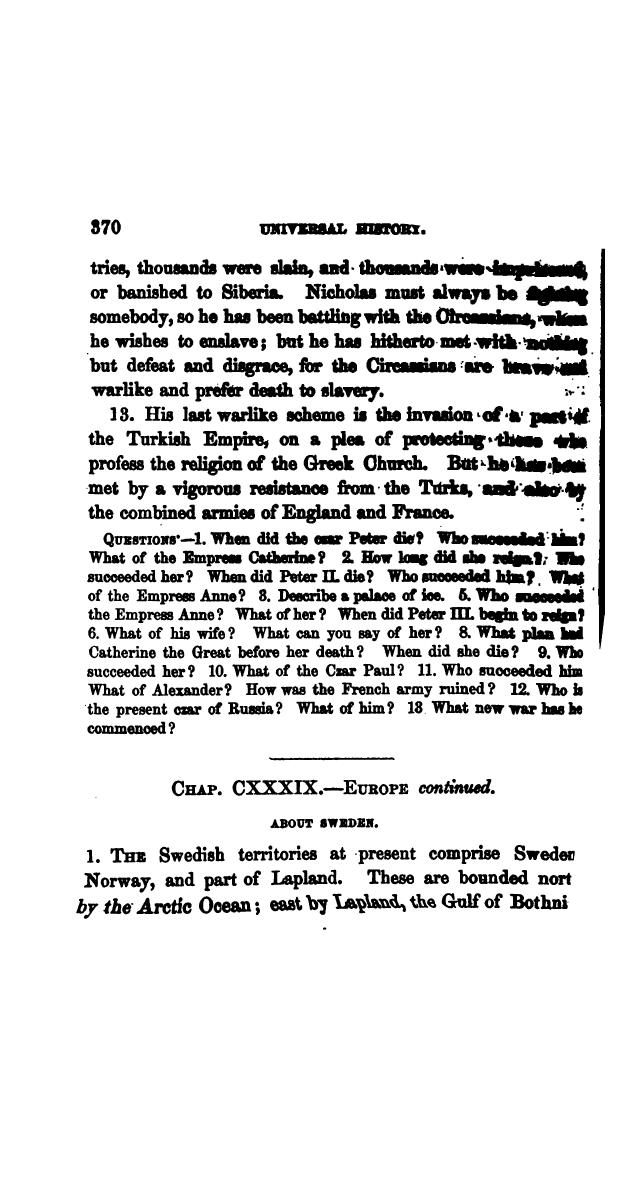 370 UNIVERSAL HISTORY.
tries, thousands were slain, and thousands were imprisoned,
or banished to Siberia. Nicholas must always be fighting
somebody, so he has been battling with the Circassians, whom
he wishes to enslave; but he has hitherto met with nothing
but defeat and disgrace, for the Circassians are brave and
warlike and prefer death to slavery.
13. His last warlike scheme is the invasion of a part of
the Turkish Empire, on a plea of protecting those who
profess the religion of the Greek Church. But he has been
met by a vigorous resistance from the Turks, and also by
the combined armies of England and France.
QUESTIONS—1. When did the czar Peter die? Who succeeded him?
What of the Empress Catherine? 2. How long did she reign? Who
succeeded her? When did Peter II. die? Who succeeded him? What
of the Empress Anne? 3. Describe a palace of ice. 5. Who succeeded
the Empress Anne? What of her? When did Peter III. begin to reign?
6. What of his wife? What can you say of her? 8. What plan had
Catherine the Great before her death? When did she die? 9. Who
succeeded her? 10. What of the Czar Paul? 11. Who succeeded him
What of Alexander? How was the French army ruined? 12. Who is
the present czar of Russia? What of him? 13 What new war has he
commenced?
CHAP. CXXXIX.—EUROPE continued.
ABOUT SWEDEN.
1. THE Swedish territories at present comprise Sweden
Norway, and part of Lapland. These are bounded nort
by the Arctic Ocean; east by Lapland, the Gulf of Bothni